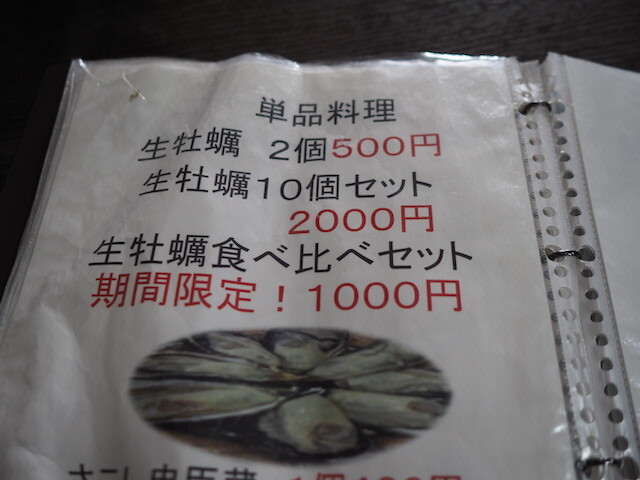 単品料理
生牡蠣 2個500円
生牡蠣10個セット
2000円
生牡蠣食べ比べセット
期間限定！1000円